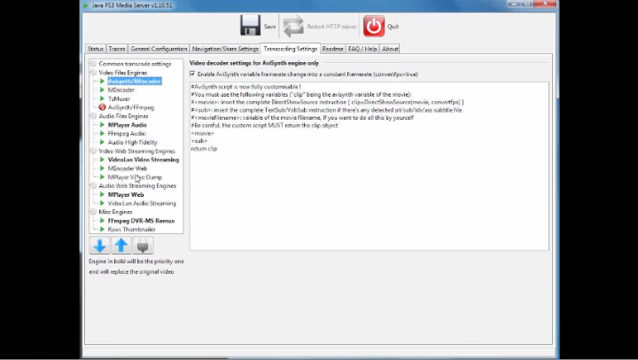 Java PS3 Media Server v1.10.51
Save
Restart HTTP server
Quit
Status
Traces
General Configuration
Navigation/Share Settings
Transcoding Settings
Readme
FAQ / Help
About
Common transcode settings
Video Files Engines
Avisynth/MEncoder
MEncoder
TsMuxer
AviSynth/FFmpeg
Audio Files Engines
MPlayer Audio
FFmpeg Audio
Audio High Fidelity
Video Web Streaming Engines
VideoLan Video Streaming
MEncoder Web
MPlayer Video Dump
Audio Web Streaming Engines
MPlayer Web
VideoLan Audio Streaming
Misc Engines
FFmpeg DVR-MS Remux
Raws Thumbnailer
Engine in bold will be the priority one
and will replace the original video
Video decoder settings for AviSynth engine only
Enable AviSynth variable framerate change into a constant framerate (convertfps=true)
#AviSynth script is now fully customisable !
#You must use the following variables ("clip" being the avisynth variable of the movie):
#<movie>: insert the complete DirectShowSource instruction [ clip=DirectShowSource(movie, convertfps) ]
#<sub>: insert the complete TextSub/VobSub instruction if there's any detected srt/sub/idx/ass subtitle file
#<moviefilename>: variable of the movie filename, if you want to do all this by yourself
#Be careful, the custom script MUST return the clip object
<movie>
<sub>
return clip